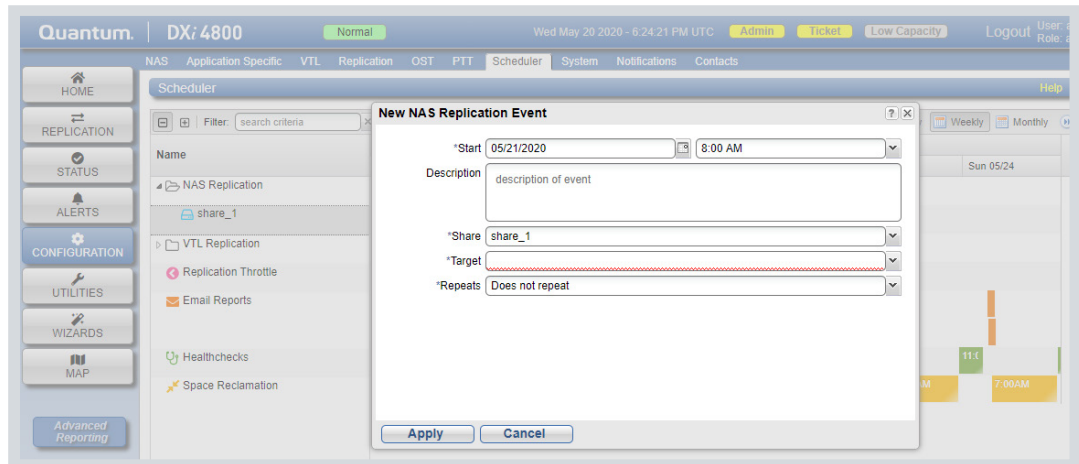 Quantum. DXi 4800 Normal Wed May 20 2020 - 6:24:21 PM UTC Admin Ticket Low Capacity Logout User:
Role:
NAS Application Specific VTL Replication OST PTT Scheduler System Notifications Contacts
HOME
REPLICATION
STATUS
ALERTS
CONFIGURATION
UTILITIES
WIZARDS
MAP
Advanced
Reporting
Scheduler Help
Filter: search criteria Weekly Monthly
Name Sun 05/24
NAS Replication
share_1
VTL Replication
Replication Throttle
Email Reports
Healthchecks
Space Reclamation 7:00AM
New NAS Replication Event
*Start 05/21/2020 8:00 AM
Description description of event
*Share share_1
*Target
*Repeats Does not repeat
Apply Cancel